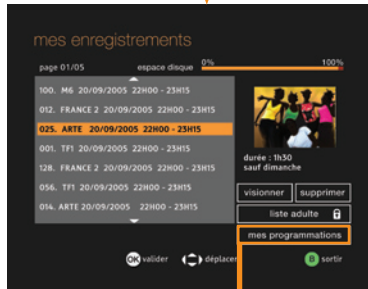 mes enregistrements
page 01/05 espace disque 0% 100%
100. M6 20/09/2005 22H00 - 23H15
012. FRANCE 2 20/09/2005 22H00 - 23H15
025. ARTE 20/09/2005 22H00 - 23H15
001. TF1 20/09/2005 22H00 - 23H15
128. FRANCE 2 20/09/2005 22H00 - 23H15
056. TF1 20/09/2005 22H00 - 23H15
014. ARTE 20/09/2005 22H00 - 23H15
durée : 1h30
sauf dimanche
visionner supprimer
liste adulte
mes programmations
OK valider déplacer B sortir